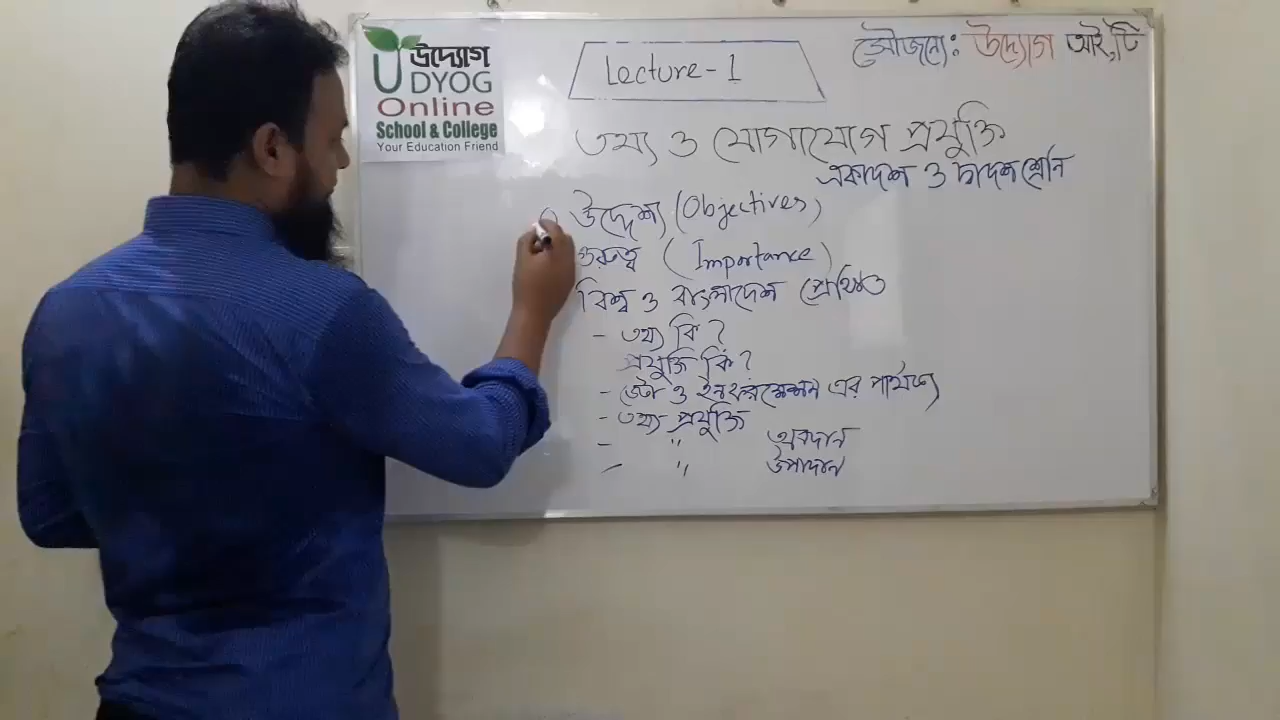 উদ্যোগ
UDYOG
Online
School & College
Your Education Friend
Lecture-1
সৌজন্যে: উদ্যোগ আই,টি
তথ্য ও যোগাযোগ প্রযুক্তি
একাদশ ও দ্বাদশ শ্রেনি
উদ্দেশ্য (Objectives)
গুরুত্ব (Importance)
বিশ্ব ও বাংলাদেশ প্রেক্ষিত
- তথ্য কি?
প্রযুক্তি কি?
- ডেটা ও ইনফরমেশন এর পার্থক্য
- তথ্য প্রযুক্তি
- " অবদান
- " উপাদান